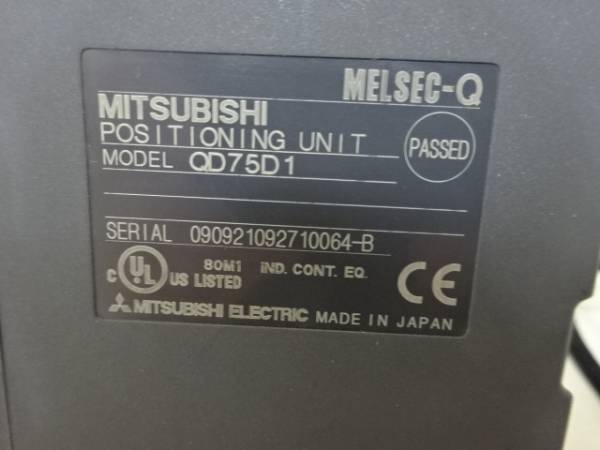 MELSEC-Q
MITSUBISHI
POSITIONING UNIT
PASSED
MODEL QD75D1
SERIAL 090921092710064-B
C UL US LISTED
80M1 IND. CONT. EQ.
CE
MITSUBISHI ELECTRIC MADE IN JAPAN